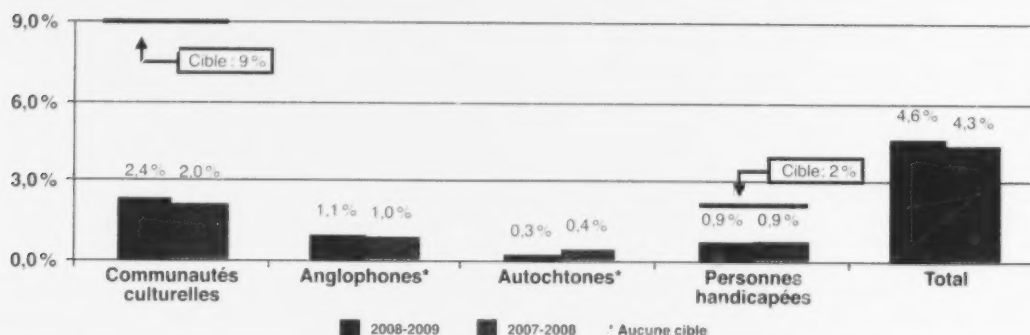 9,0%
Cible: 9%
6,0%
4,6%
4,3%
3,0%
2,4%
2,0%
Cible: 2%
1,1%
1,0%
0,3%
0,4%
0,9%
0,9%
0,0%
Communautés
culturelles
Anglophones*
Autochtones*
Personnes
handicapées
Total
2008-2009
2007-2008
* Aucune cible